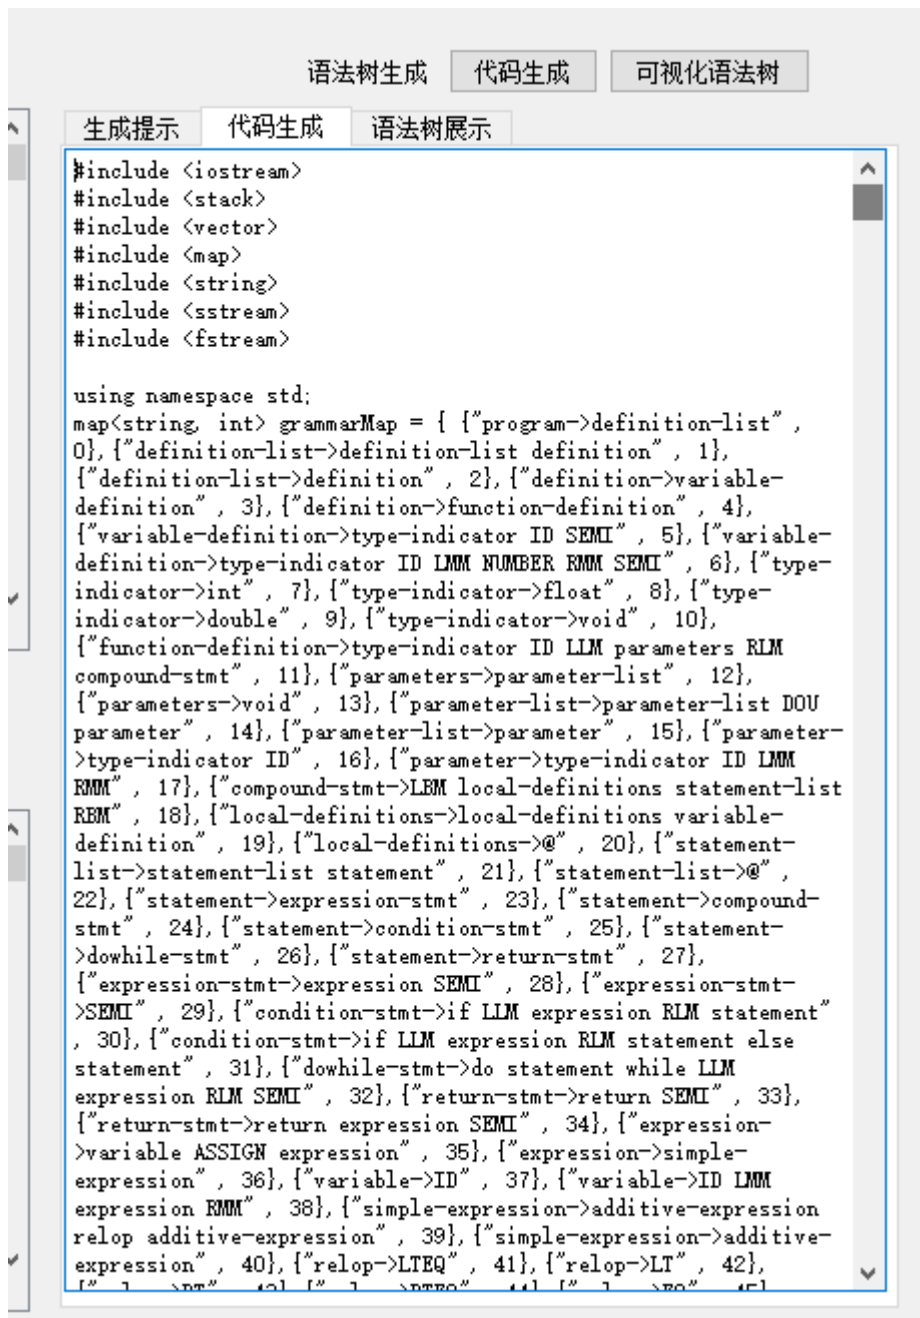 语法树生成 代码生成 可视化语法树
生成提示 代码生成 语法树展示
#include <iostream>
#include <stack>
#include <vector>
#include <map>
#include <string>
#include <sstream>
#include <fstream>
using namespace std;
map<string, int> grammarMap = { {"program->definition-list" ,
0}, {"definition-list->definition-list definition" , 1},
{"definition-list->definition" , 2}, {"definition->variable-
definition" , 3}, {"definition->function-definition" , 4},
{"variable-definition->type-indicator ID SEMI" , 5}, {"variable-
definition->type-indicator ID LMM NUMBER RMM SEMI" , 6}, {"type-
indicator->int" , 7}, {"type-indicator->float" , 8}, {"type-
indicator->double" , 9}, {"type-indicator->void" , 10},
{"function-definition->type-indicator ID LLM parameters RLM
compound-stmt" , 11}, {"parameters->parameter-list" , 12},
{"parameters->void" , 13}, {"parameter-list->parameter-list DOU
parameter" , 14}, {"parameter-list->parameter" , 15}, {"parameter-
>type-indicator ID" , 16}, {"parameter->type-indicator ID LMM
RMM" , 17}, {"compound-stmt->LBM local-definitions statement-list
RBM" , 18}, {"local-definitions->local-definitions variable-
definition" , 19}, {"local-definitions->@" , 20}, {"statement-
list->statement-list statement" , 21}, {"statement-list->@" ,
22}, {"statement->expression-stmt" , 23}, {"statement->compound-
stmt" , 24}, {"statement->condition-stmt" , 25}, {"statement-
>dowhile-stmt" , 26}, {"statement->return-stmt" , 27},
{"expression-stmt->expression SEMI" , 28}, {"expression-stmt-
>SEMI" , 29}, {"condition-stmt->if LLM expression RLM statement"
, 30}, {"condition-stmt->if LLM expression RLM statement else
statement" , 31}, {"dowhile-stmt->do statement while LLM
expression RLM SEMI" , 32}, {"return-stmt->return SEMI" , 33},
{"return-stmt->return expression SEMI" , 34}, {"expression-
>variable ASSIGN expression" , 35}, {"expression->simple-
expression" , 36}, {"variable->ID" , 37}, {"variable->ID LMM
expression RMM" , 38}, {"simple-expression->additive-expression
relop additive-expression" , 39}, {"simple-expression->additive-
expression" , 40}, {"relop->LTEQ" , 41}, {"relop->LT" , 42},